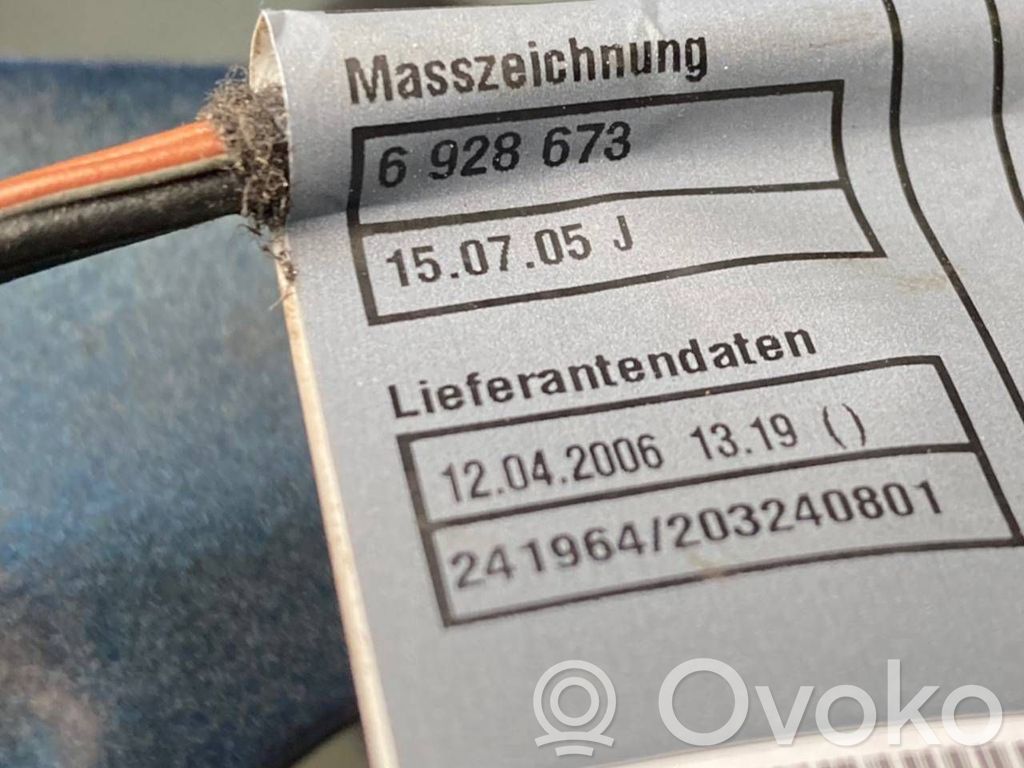 Masszeichnung
6 928 673
15.07.05 J
Lieferantendaten
12.04.2006 13.19 ()
241964/203240801
Ovoko